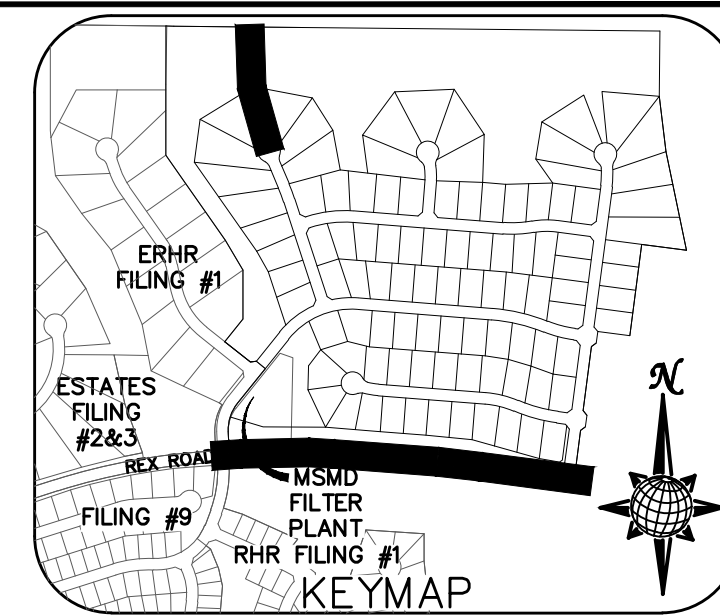 ERHR
FILING #1
N
ESTATES
FILING
#2&3
REX ROAD
MSMD
FILTER
PLANT
FILING #9
RHR FILING #1
KEYMAP